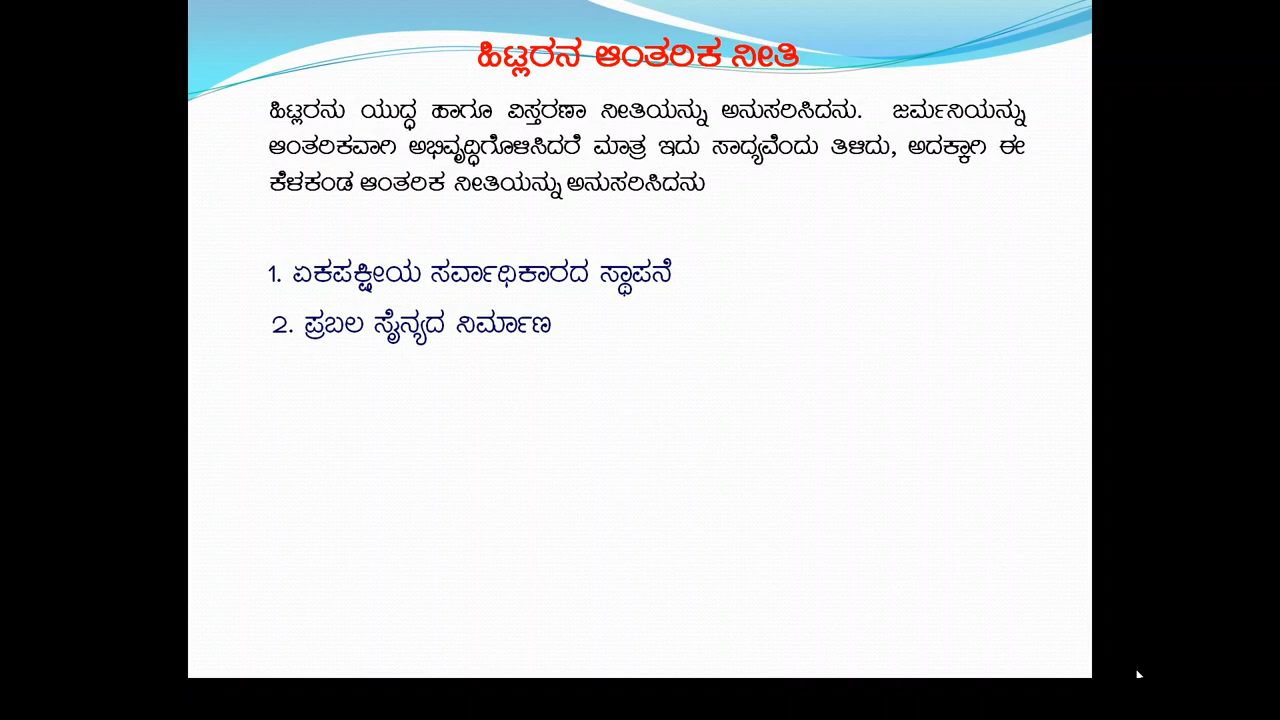 ಹಿಟ್ಲರನ ಆಂತರಿಕ ನೀತಿ
ಹಿಟ್ಲರನು ಯುದ್ಧ ಹಾಗೂ ವಿಸ್ತರಣಾ ನೀತಿಯನ್ನು ಅನುಸರಿಸಿದನು. ಜರ್ಮನಿಯನ್ನು
ಆಂತರಿಕವಾಗಿ ಅಭಿವೃದ್ಧಿಗೊಳಿಸಿದರೆ ಮಾತ್ರ ಇದು ಸಾದ್ಯವೆಂದು ತಿಳಿದು, ಅದಕ್ಕಾಗಿ ಈ
ಕೆಳಕಂಡ ಆಂತರಿಕ ನೀತಿಯನ್ನು ಅನುಸರಿಸಿದನು
1. ಏಕಪಕ್ಷೀಯ ಸರ್ವಾಧಿಕಾರದ ಸ್ಥಾಪನೆ
2. ಪ್ರಬಲ ಸೈನ್ಯದ ನಿರ್ಮಾಣ